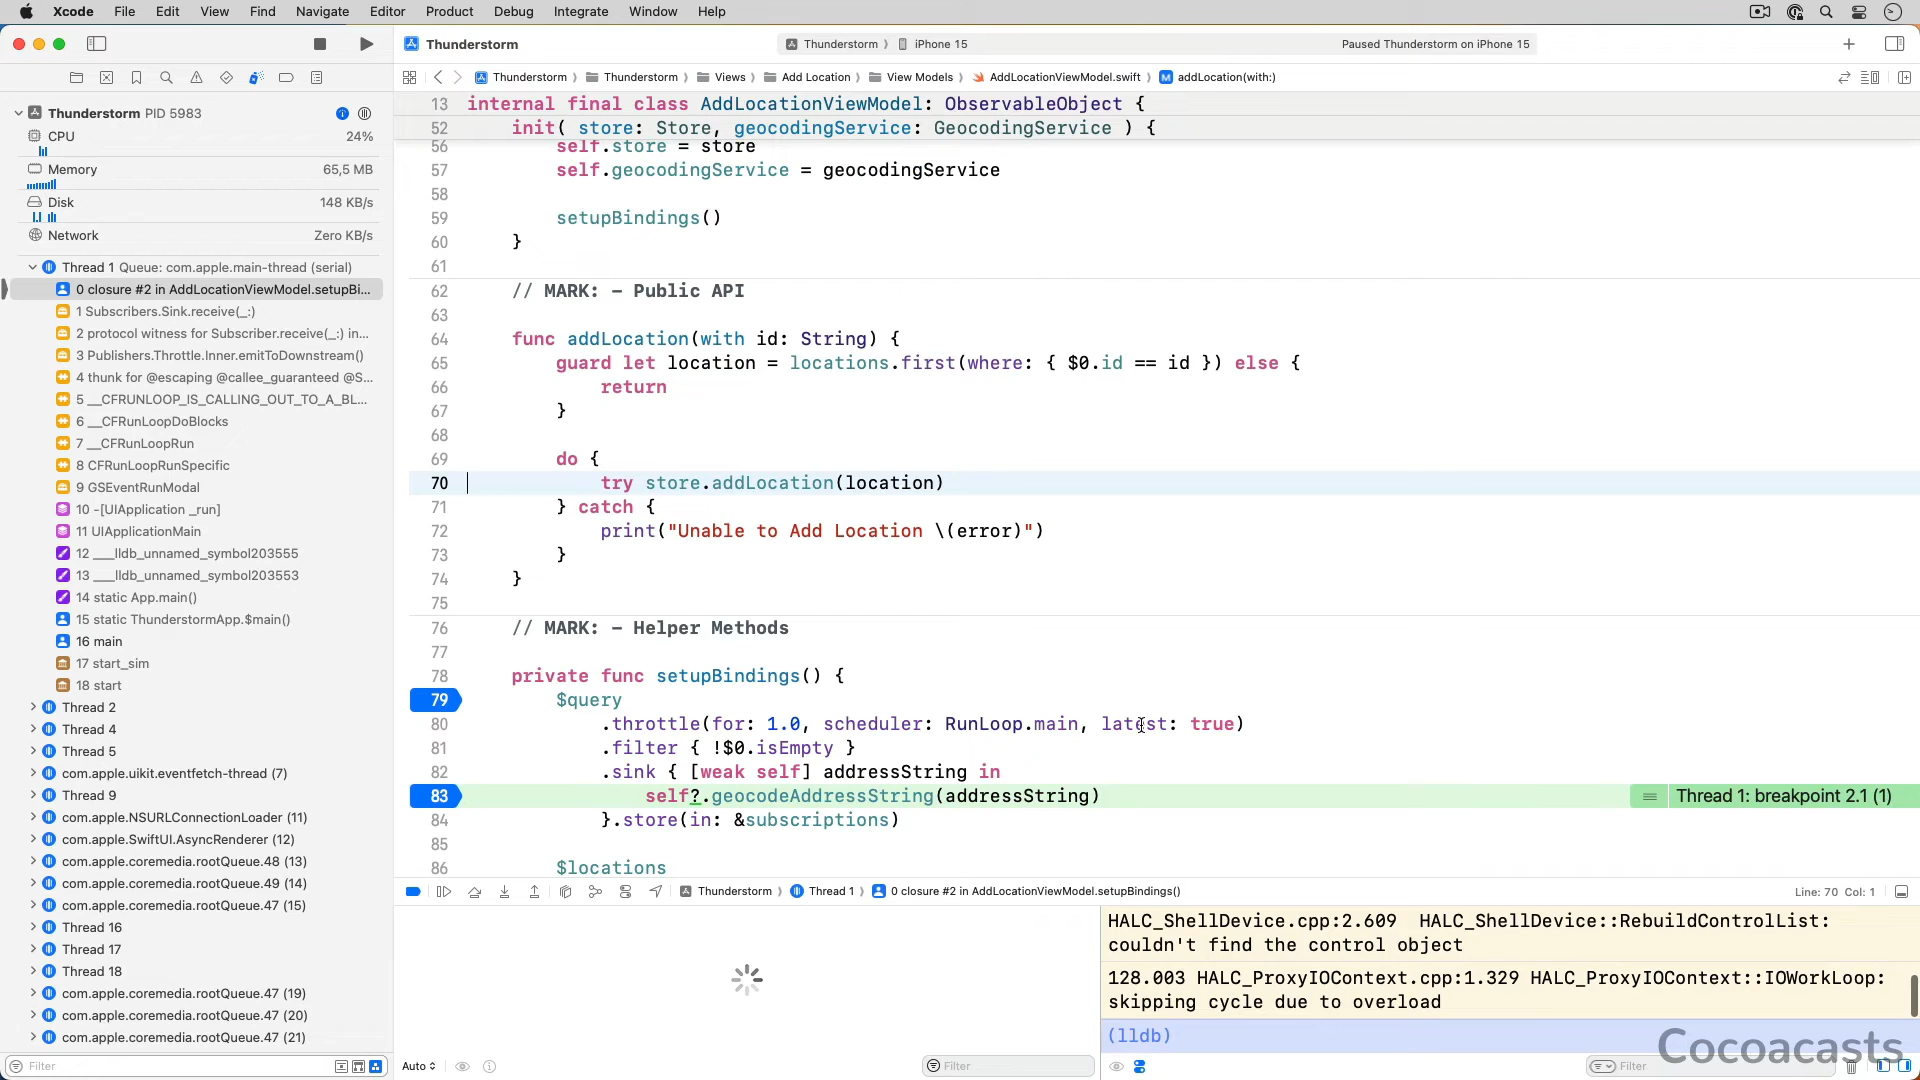 Xcode File Edit View Find Navigate Editor Product Debug Integrate Window Help
Thunderstorm
Thunderstorm iPhone 15
Paused Thunderstorm on iPhone 15
Thunderstorm Thunderstorm Views Add Location View Models AddLocationViewModel.swift M addLocation(with:)
Thunderstorm PID 5983
CPU 24%
Memory 65,5 MB
Disk 148 KB/s
Network Zero KB/s
Thread 1 Queue: com.apple.main-thread (serial)
0 closure #2 in AddLocationViewModel.setupBi...
1 Subscribers.Sink.receive(_:)
2 protocol witness for Subscriber.receive(_:) in...
3 Publishers.Throttle.Inner.emitToDownstream()
4 thunk for @escaping @callee_guaranteed @S...
5 __CFRUNLOOP_IS_CALLING_OUT_TO_A_BL...
6 __CFRunLoopDoBlocks
7 __CFRunLoopRun
8 CFRunLoopRunSpecific
9 GSEventRunModal
10 -[UIApplication _run]
11 UIApplicationMain
12 ___lldb_unnamed_symbol203555
13 ___lldb_unnamed_symbol203553
14 static App.main()
15 static ThunderstormApp.$main()
16 main
17 start_sim
18 start
Thread 2
Thread 4
Thread 5
com.apple.uikit.eventfetch-thread (7)
Thread 9
com.apple.NSURLConnectionLoader (11)
com.apple.SwiftUI.AsyncRenderer (12)
com.apple.coremedia.rootQueue.48 (13)
com.apple.coremedia.rootQueue.49 (14)
com.apple.coremedia.rootQueue.47 (15)
Thread 16
Thread 17
Thread 18
com.apple.coremedia.rootQueue.47 (19)
com.apple.coremedia.rootQueue.47 (20)
com.apple.coremedia.rootQueue.47 (21)
Filter
13 internal final class AddLocationViewModel: ObservableObject {
52 init( store: Store, geocodingService: GeocodingService ) {
56 self.store = store
57 self.geocodingService = geocodingService
58
59 setupBindings()
60 }
61
62 // MARK: - Public API
63
64 func addLocation(with id: String) {
65 guard let location = locations.first(where: { $0.id == id }) else {
66 return
67 }
68
69 do {
70 try store.addLocation(location)
71 } catch {
72 print("Unable to Add Location \(error)")
73 }
74 }
75
76 // MARK: - Helper Methods
77
78 private func setupBindings() {
79 $query
80 .throttle(for: 1.0, scheduler: RunLoop.main, latest: true)
81 .filter { !$0.isEmpty }
82 .sink { [weak self] addressString in
83 self?.geocodeAddressString(addressString) Thread 1: breakpoint 2.1 (1)
84 }.store(in: &subscriptions)
85
86 $locations
Thunderstorm Thread 1 0 closure #2 in AddLocationViewModel.setupBindings() Line: 70 Col: 1
Auto Filter
HALC_ShellDevice.cpp:2.609 HALC_ShellDevice::RebuildControlList:
couldn't find the control object
128.003 HALC_ProxyIOContext.cpp:1.329 HALC_ProxyIOContext::IOWorkLoop:
skipping cycle due to overload
(lldb)
Filter
Cocoacasts